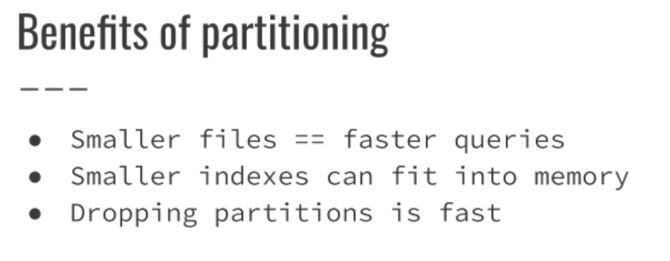 Benefits of partitioning
---
● Smaller files == faster queries
● Smaller indexes can fit into memory
● Dropping partitions is fast